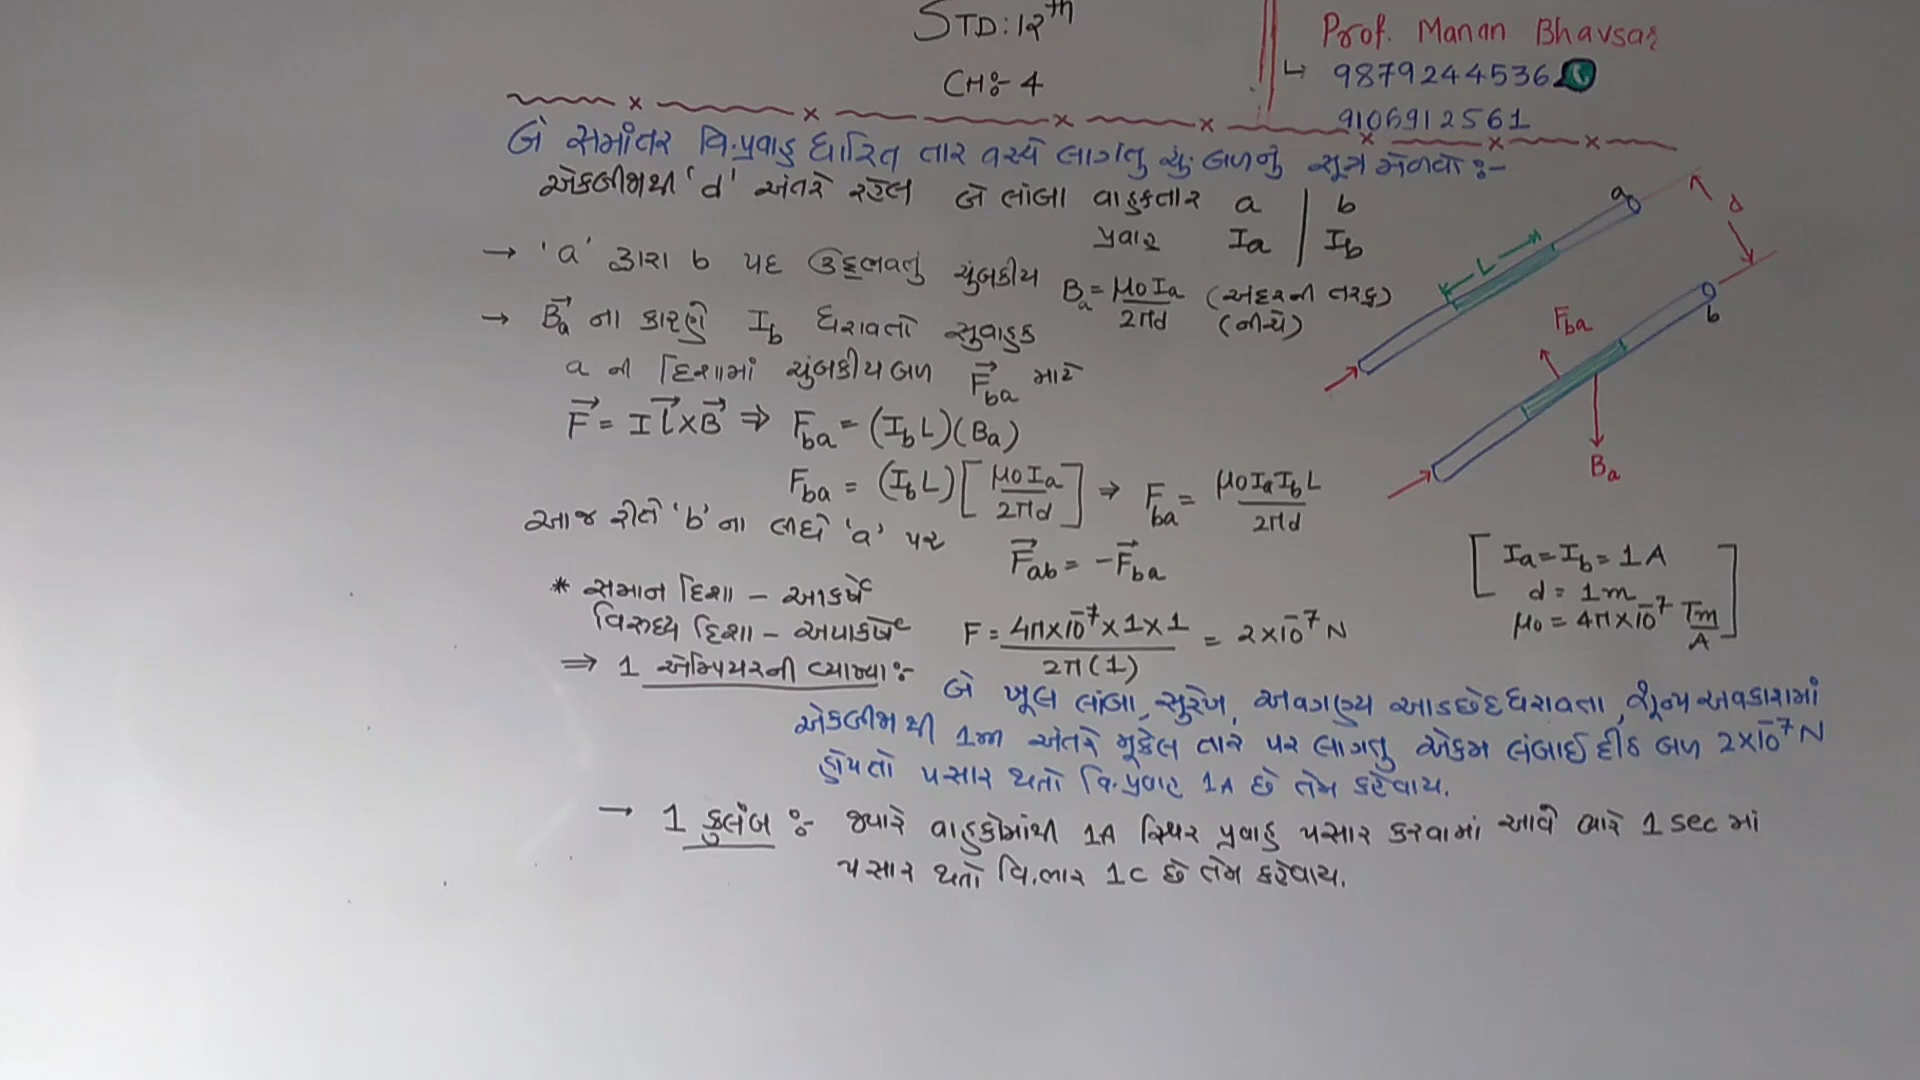 STD:12th
CH:- 4
Prof. Manan Bhavsar
↳ 9879244536
9106912561
બે સમાંતર વિ.પ્રવાહ ધારિત તાર વચ્ચે લાગતુ ચું.બળનું સૂત્ર મેળવો :-
એકબીજાથી 'd' અંતરે રહેલ બે લાંબા વાહકતાર a | b
પ્રવાહ Ia | Ib
→ 'a' દ્વારા b પર ઉદ્દભવતું ચુંબકીય Ba = μ0Ia/2πd (અંદરની તરફ)
(નીચે)
→ B⃗a ના કારણે Ib ધરાવતો સુવાહક
a ની દિશામાં ચુંબકીય બળ F⃗ba માટે
F⃗ = I l⃗ × B⃗ ⇒ Fba = (IbL)(Ba)
Fba = (IbL)[μ0Ia/2πd] ⇒ Fba = μ0IaIbL/2πd
આજ રીતે 'b' ના લીધે 'a' પર F⃗ab = -F⃗ba
* સમાન દિશા - આકર્ષે
વિરુધ્ધ દિશા - અપાકર્ષે F = 4π×10⁻⁷×1×1/2π(1) = 2×10⁻⁷ N
[Ia = Ib = 1A
d = 1m
μ0 = 4π×10⁻⁷ Tm/A]
⇒ 1 એમ્પિયરની વ્યાખ્યા :-
બે ખૂલ લાંબા, સુરેખ, અવગણ્ય આડછેદ ધરાવતા, શૂન્ય અવકાશમાં
એકબીજાથી 1m અંતરે મૂકેલ તાર પર લાગતુ એકમ લંબાઈ દીઠ બળ 2×10⁻⁷ N
હોયતો પસાર થતો વિ.પ્રવાહ 1A છે તેમ કહેવાય.
→ 1 કુલંબ :- જ્યારે વાહકોમાંથી 1A સ્થિર પ્રવાહ પસાર કરવામાં આવે ત્યારે 1 sec માં
પસાર થતો વિ.ભાર 1C છે તેમ કહેવાય.
a
d
L
b
Fba
Ba